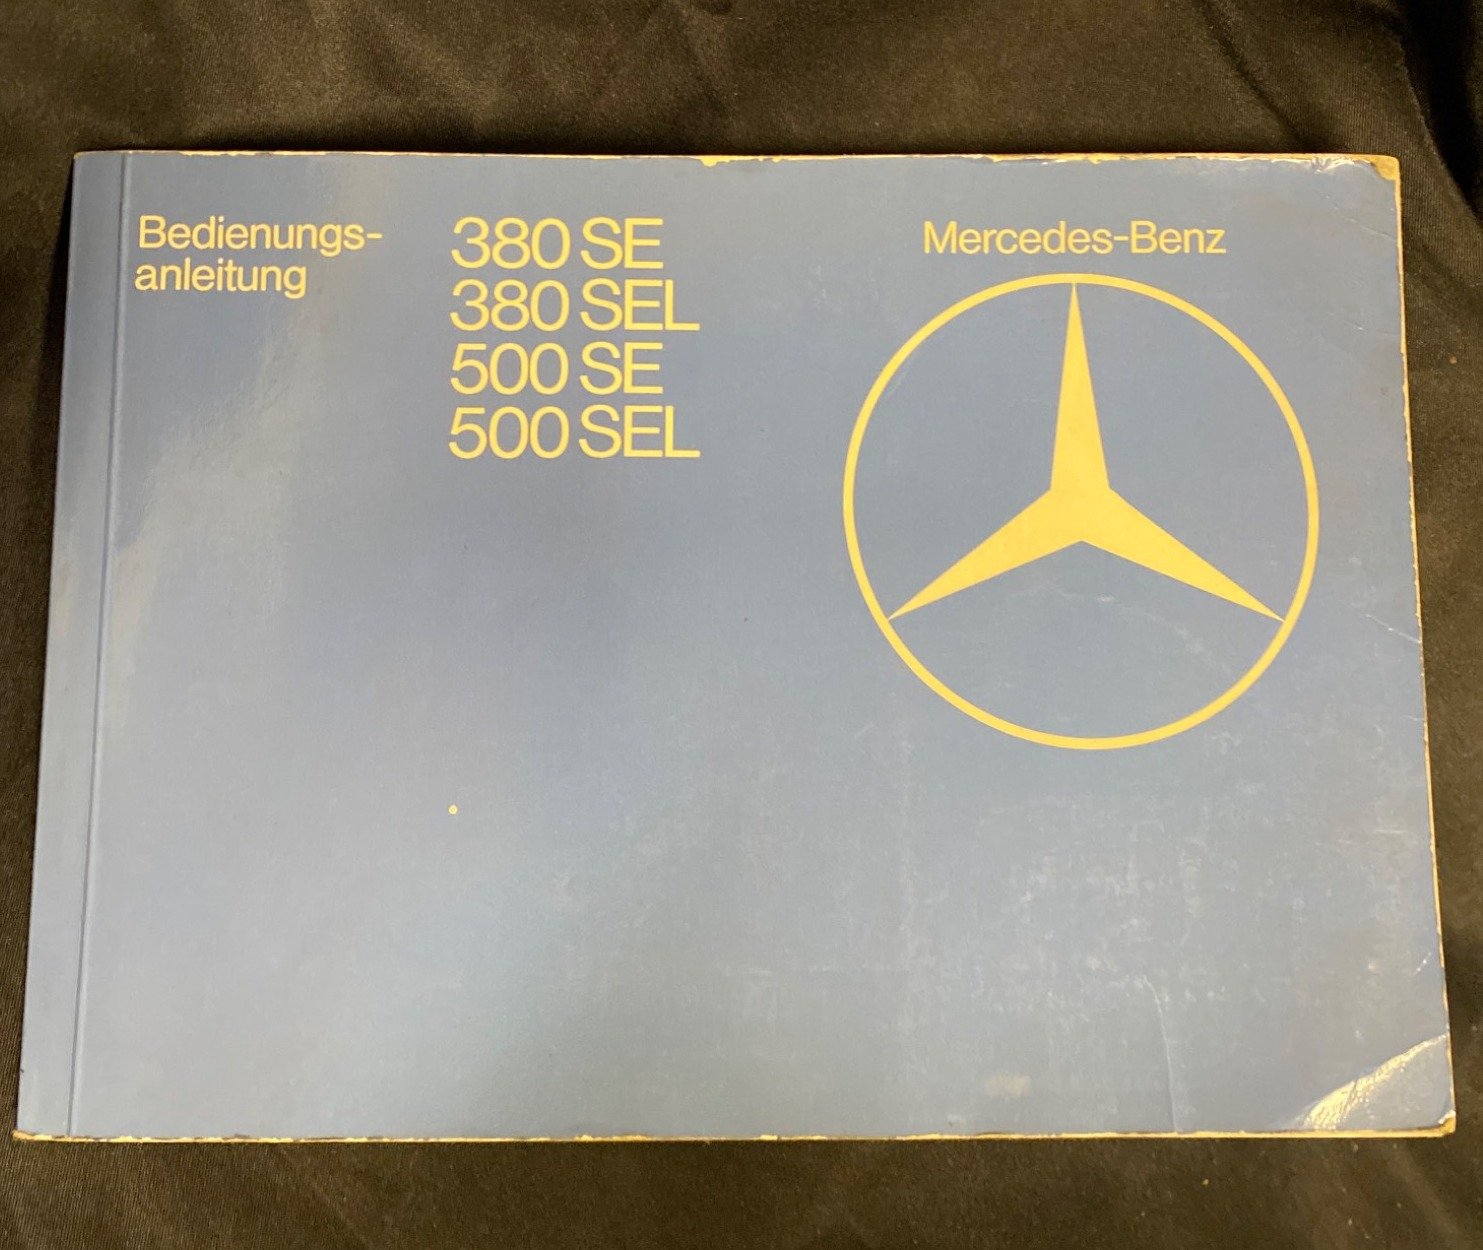 Bedienungs-
anleitung
380 SE
380 SEL
500 SE
500 SEL
Mercedes-Benz